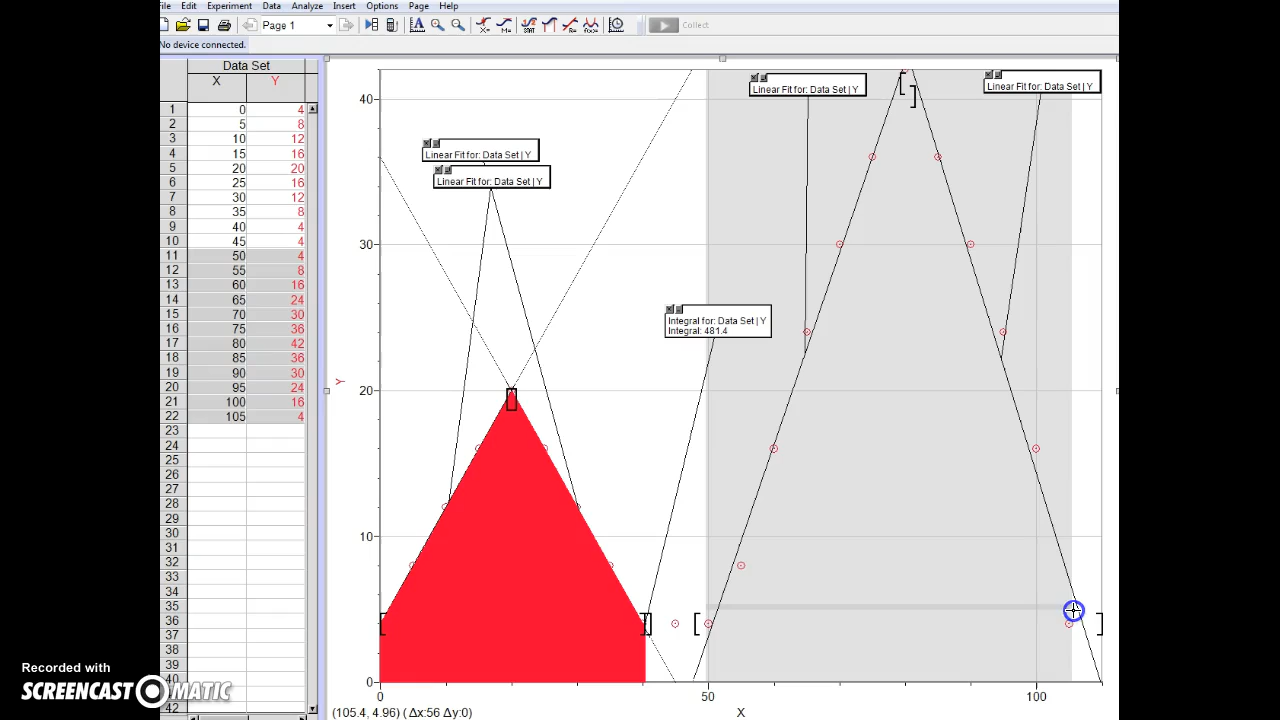 ile Edit Experiment Data Analyze Insert Options Page Help
Page 1 Collect
No device connected.
Data Set
X Y
1 0 4
2 5 8
3 10 12
4 15 16
5 20 20
6 25 16
7 30 12
8 35 8
9 40 4
10 45 4
11 50 4
12 55 8
13 60 16
14 65 24
15 70 30
16 75 36
17 80 42
18 85 36
19 90 30
20 95 24
21 100 16
22 105 4
23
24
25
26
27
28
29
30
31
32
33
34
35
36
37
38
39
40
41
42
Linear Fit for: Data Set | Y
Linear Fit for: Data Set | Y
Linear Fit for: Data Set | Y
Linear Fit for: Data Set | Y
Integral for: Data Set | Y
Integral: 481.4
40
30
20
10
0
Y
0 50 100
(105.4, 4.96) (Δx:56 Δy:0)
X
Recorded with
SCREENCAST MATIC